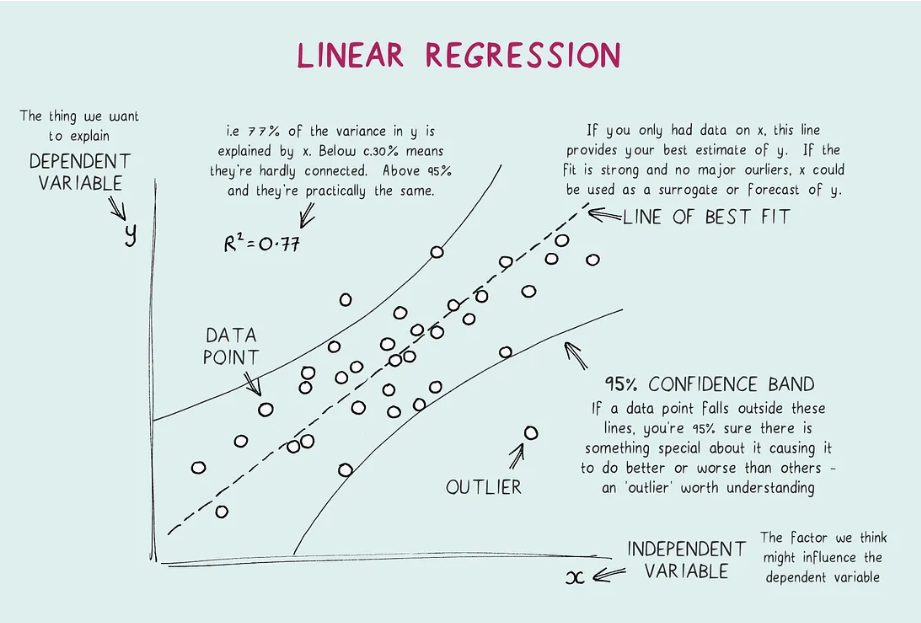 LINEAR REGRESSION
The thing we want
to explain
DEPENDENT
VARIABLE
y
i.e 77% of the variance in y is
explained by x. Below c.30% means
they're hardly connected. Above 95%
and they're practically the same.
R²=0.77
If you only had data on x, this line
provides your best estimate of y. If the
fit is strong and no major ourliers, x could
be used as a surrogate or forecast of y.
LINE OF BEST FIT
DATA
POINT
95% CONFIDENCE BAND
If a data point falls outside these
lines, you're 95% sure there is
something special about it causing it
to do better or worse than others -
an 'outlier' worth understanding
OUTLIER
x
INDEPENDENT
VARIABLE
The factor we think
might influence the
dependent variable